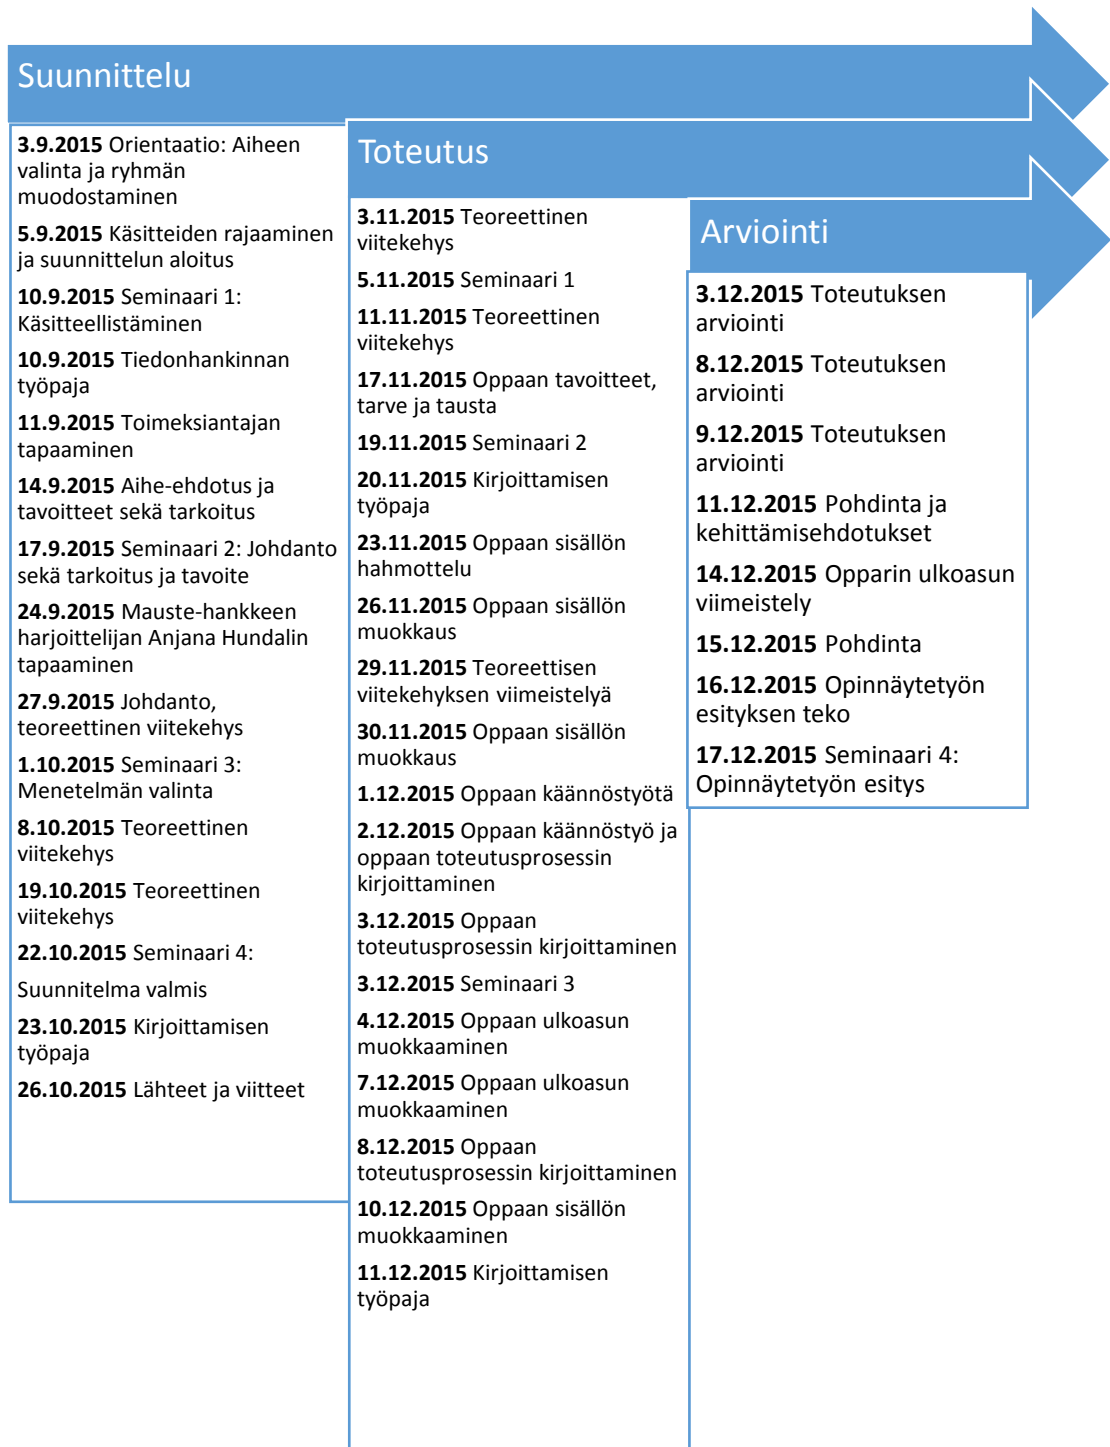 Suunnittelu
3.9.2015 Orientaatio: Aiheen
valinta ja ryhmän
muodostaminen
5.9.2015 Käsitteiden rajaaminen
ja suunnittelun aloitus
10.9.2015 Seminaari 1:
Käsitteellistäminen
10.9.2015 Tiedonhankinnan
työpaja
11.9.2015 Toimeksiantajan
tapaaminen
14.9.2015 Aihe-ehdotus ja
tavoitteet sekä tarkoitus
17.9.2015 Seminaari 2: Johdanto
sekä tarkoitus ja tavoite
24.9.2015 Mauste-hankkeen
harjoittelijan Anjana Hundalin
tapaaminen
27.9.2015 Johdanto,
teoreettinen viitekehys
1.10.2015 Seminaari 3:
Menetelmän valinta
8.10.2015 Teoreettinen
viitekehys
19.10.2015 Teoreettinen
viitekehys
22.10.2015 Seminaari 4:
Suunnitelma valmis
23.10.2015 Kirjoittamisen
työpaja
26.10.2015 Lähteet ja viitteet
Toteutus
3.11.2015 Teoreettinen
viitekehys
5.11.2015 Seminaari 1
11.11.2015 Teoreettinen
viitekehys
17.11.2015 Oppaan tavoitteet,
tarve ja tausta
19.11.2015 Seminaari 2
20.11.2015 Kirjoittamisen
työpaja
23.11.2015 Oppaan sisällön
hahmottelu
26.11.2015 Oppaan sisällön
muokkaus
29.11.2015 Teoreettisen
viitekehyksen viimeistelyä
30.11.2015 Oppaan sisällön
muokkaus
1.12.2015 Oppaan käännöstyötä
2.12.2015 Oppaan käännöstyö ja
oppaan toteutusprosessin
kirjoittaminen
3.12.2015 Oppaan
toteutusprosessin kirjoittaminen
3.12.2015 Seminaari 3
4.12.2015 Oppaan ulkoasun
muokkaaminen
7.12.2015 Oppaan ulkoasun
muokkaaminen
8.12.2015 Oppaan
toteutusprosessin kirjoittaminen
10.12.2015 Oppaan sisällön
muokkaaminen
11.12.2015 Kirjoittamisen
työpaja
Arviointi
3.12.2015 Toteutuksen
arviointi
8.12.2015 Toteutuksen
arviointi
9.12.2015 Toteutuksen
arviointi
11.12.2015 Pohdinta ja
kehittämisehdotukset
14.12.2015 Opparin ulkoasun
viimeistely
15.12.2015 Pohdinta
16.12.2015 Opinnäytetyön
esityksen teko
17.12.2015 Seminaari 4:
Opinnäytetyön esitys